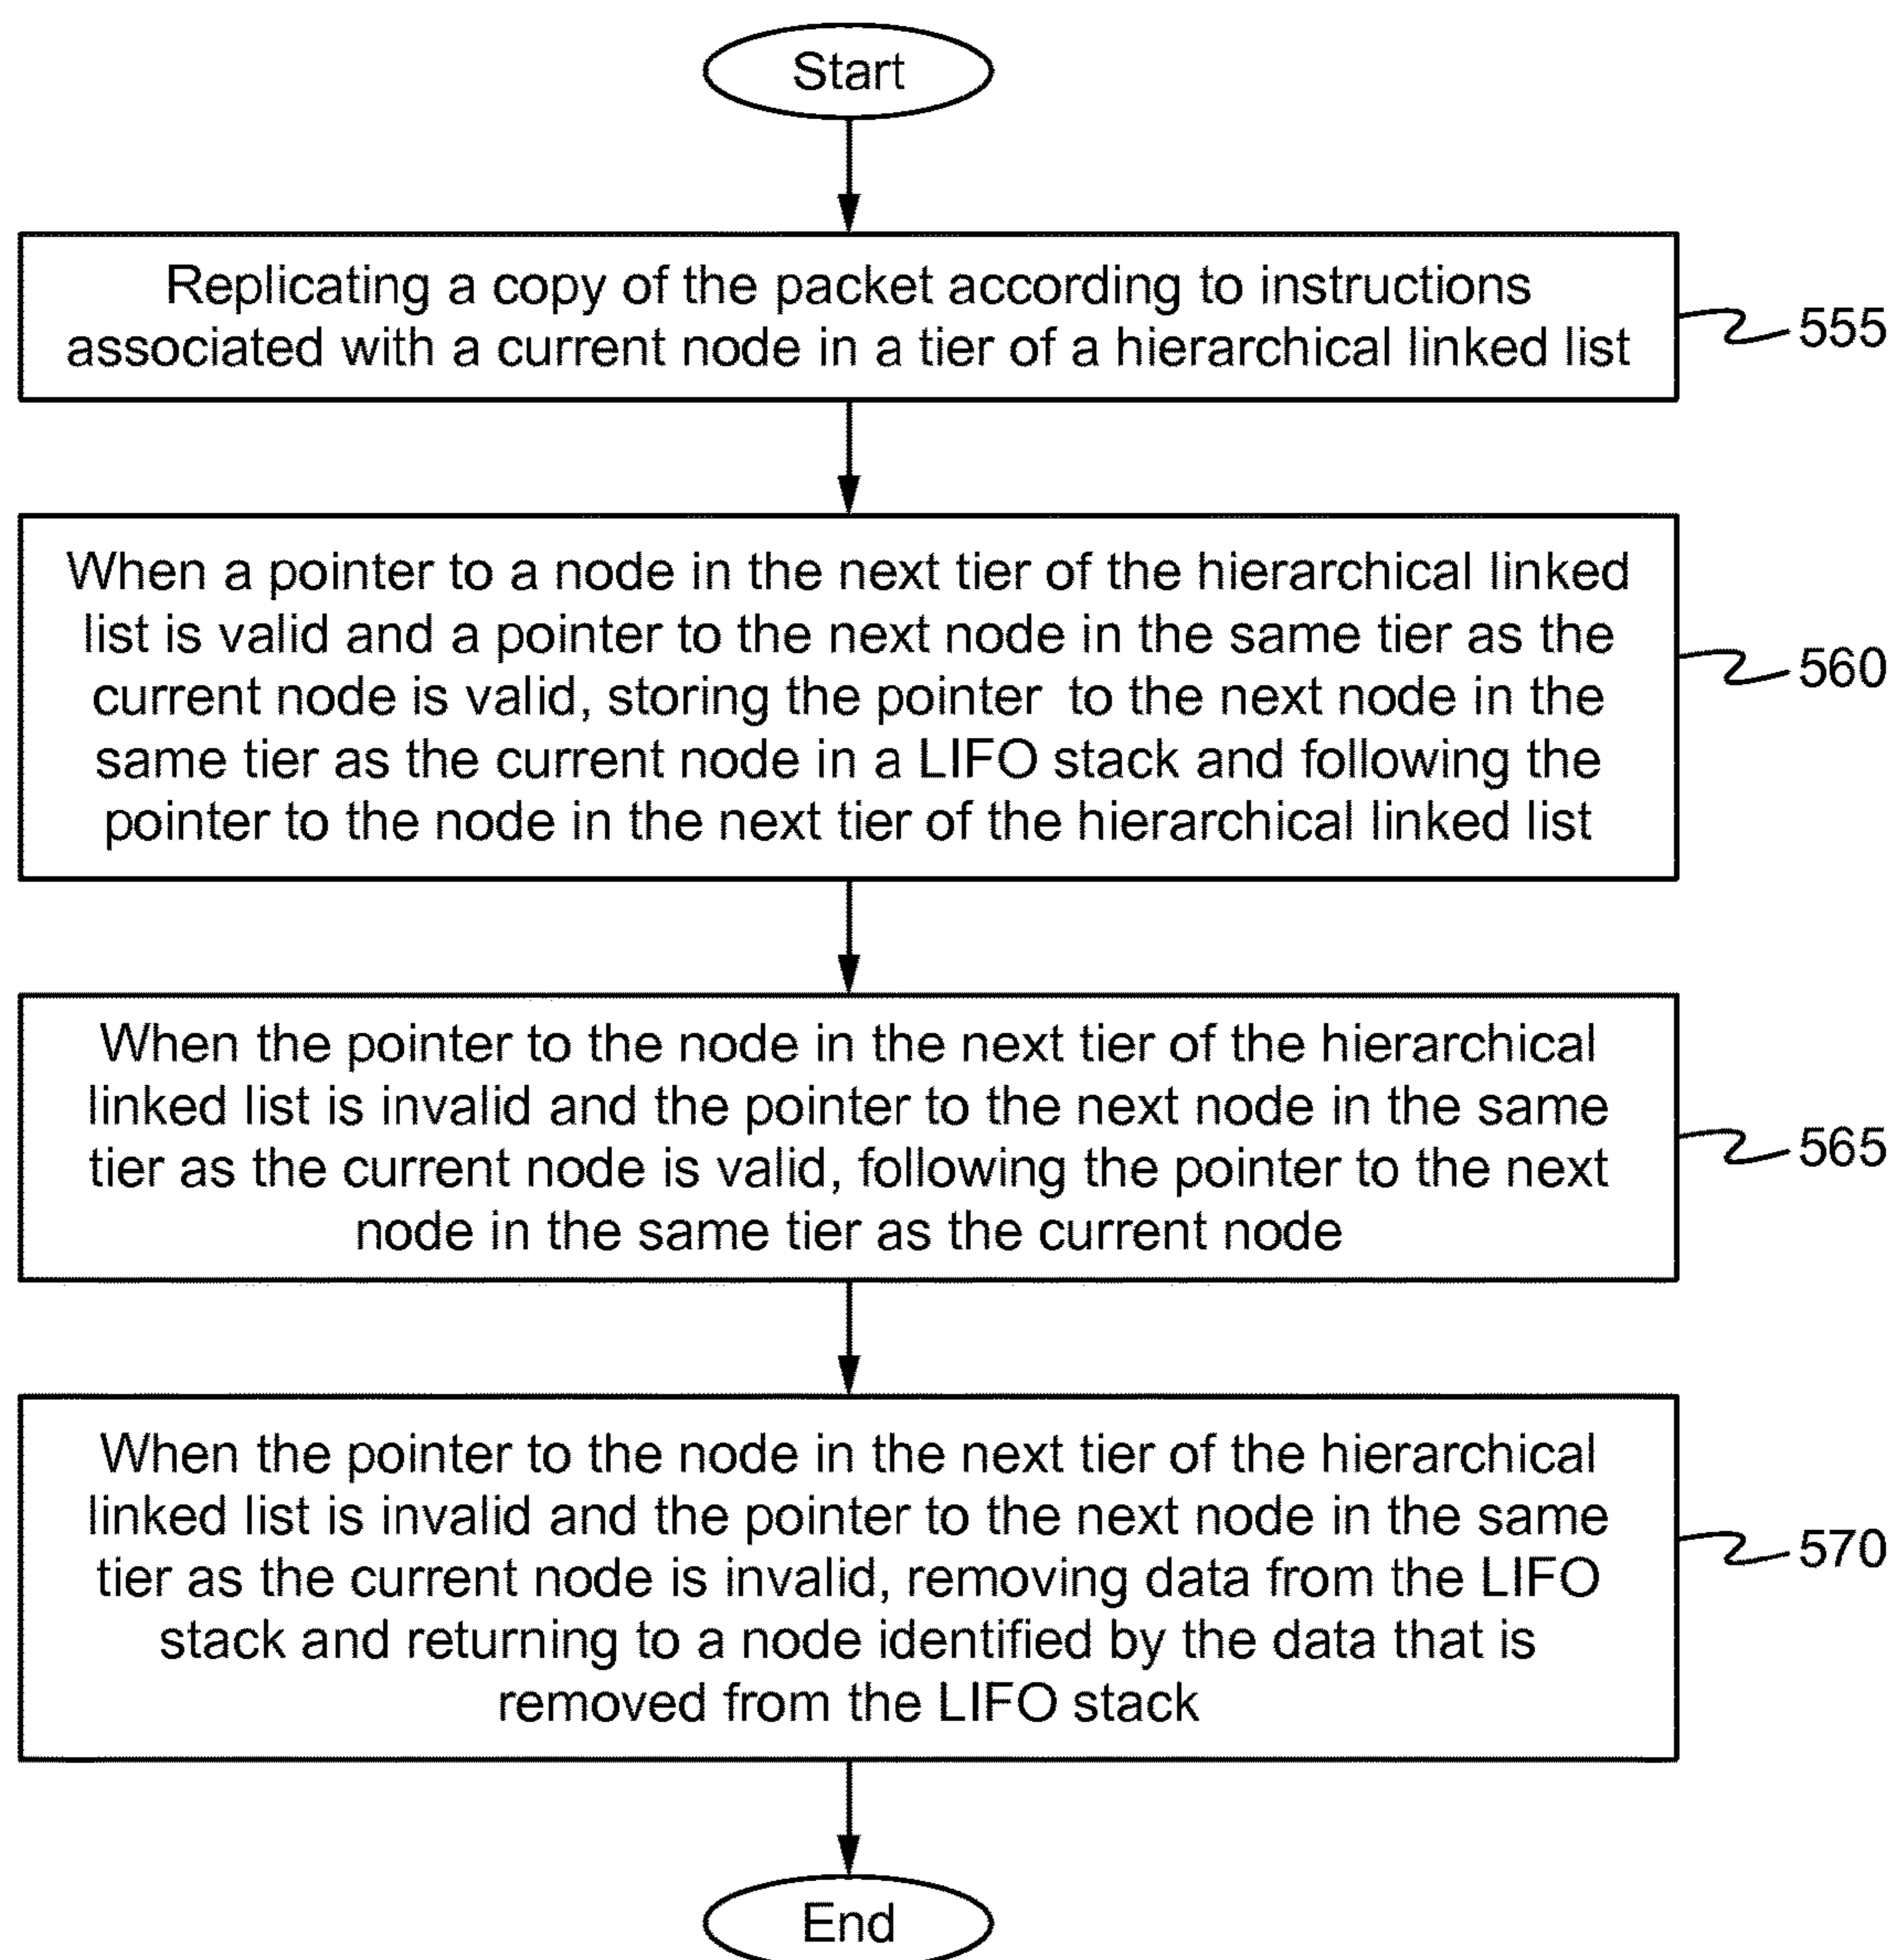 Start
Replicating a copy of the packet according to instructions
associated with a current node in a tier of a hierarchical linked list
555
When a pointer to a node in the next tier of the hierarchical linked
list is valid and a pointer to the next node in the same tier as the
current node is valid, storing the pointer to the next node in the
same tier as the current node in a LIFO stack and following the
pointer to the node in the next tier of the hierarchical linked list
560
When the pointer to the node in the next tier of the hierarchical
linked list is invalid and the pointer to the next node in the same
tier as the current node is valid, following the pointer to the next
node in the same tier as the current node
565
When the pointer to the node in the next tier of the hierarchical
linked list is invalid and the pointer to the next node in the same
tier as the current node is invalid, removing data from the LIFO
stack and returning to a node identified by the data that is
removed from the LIFO stack
570
End